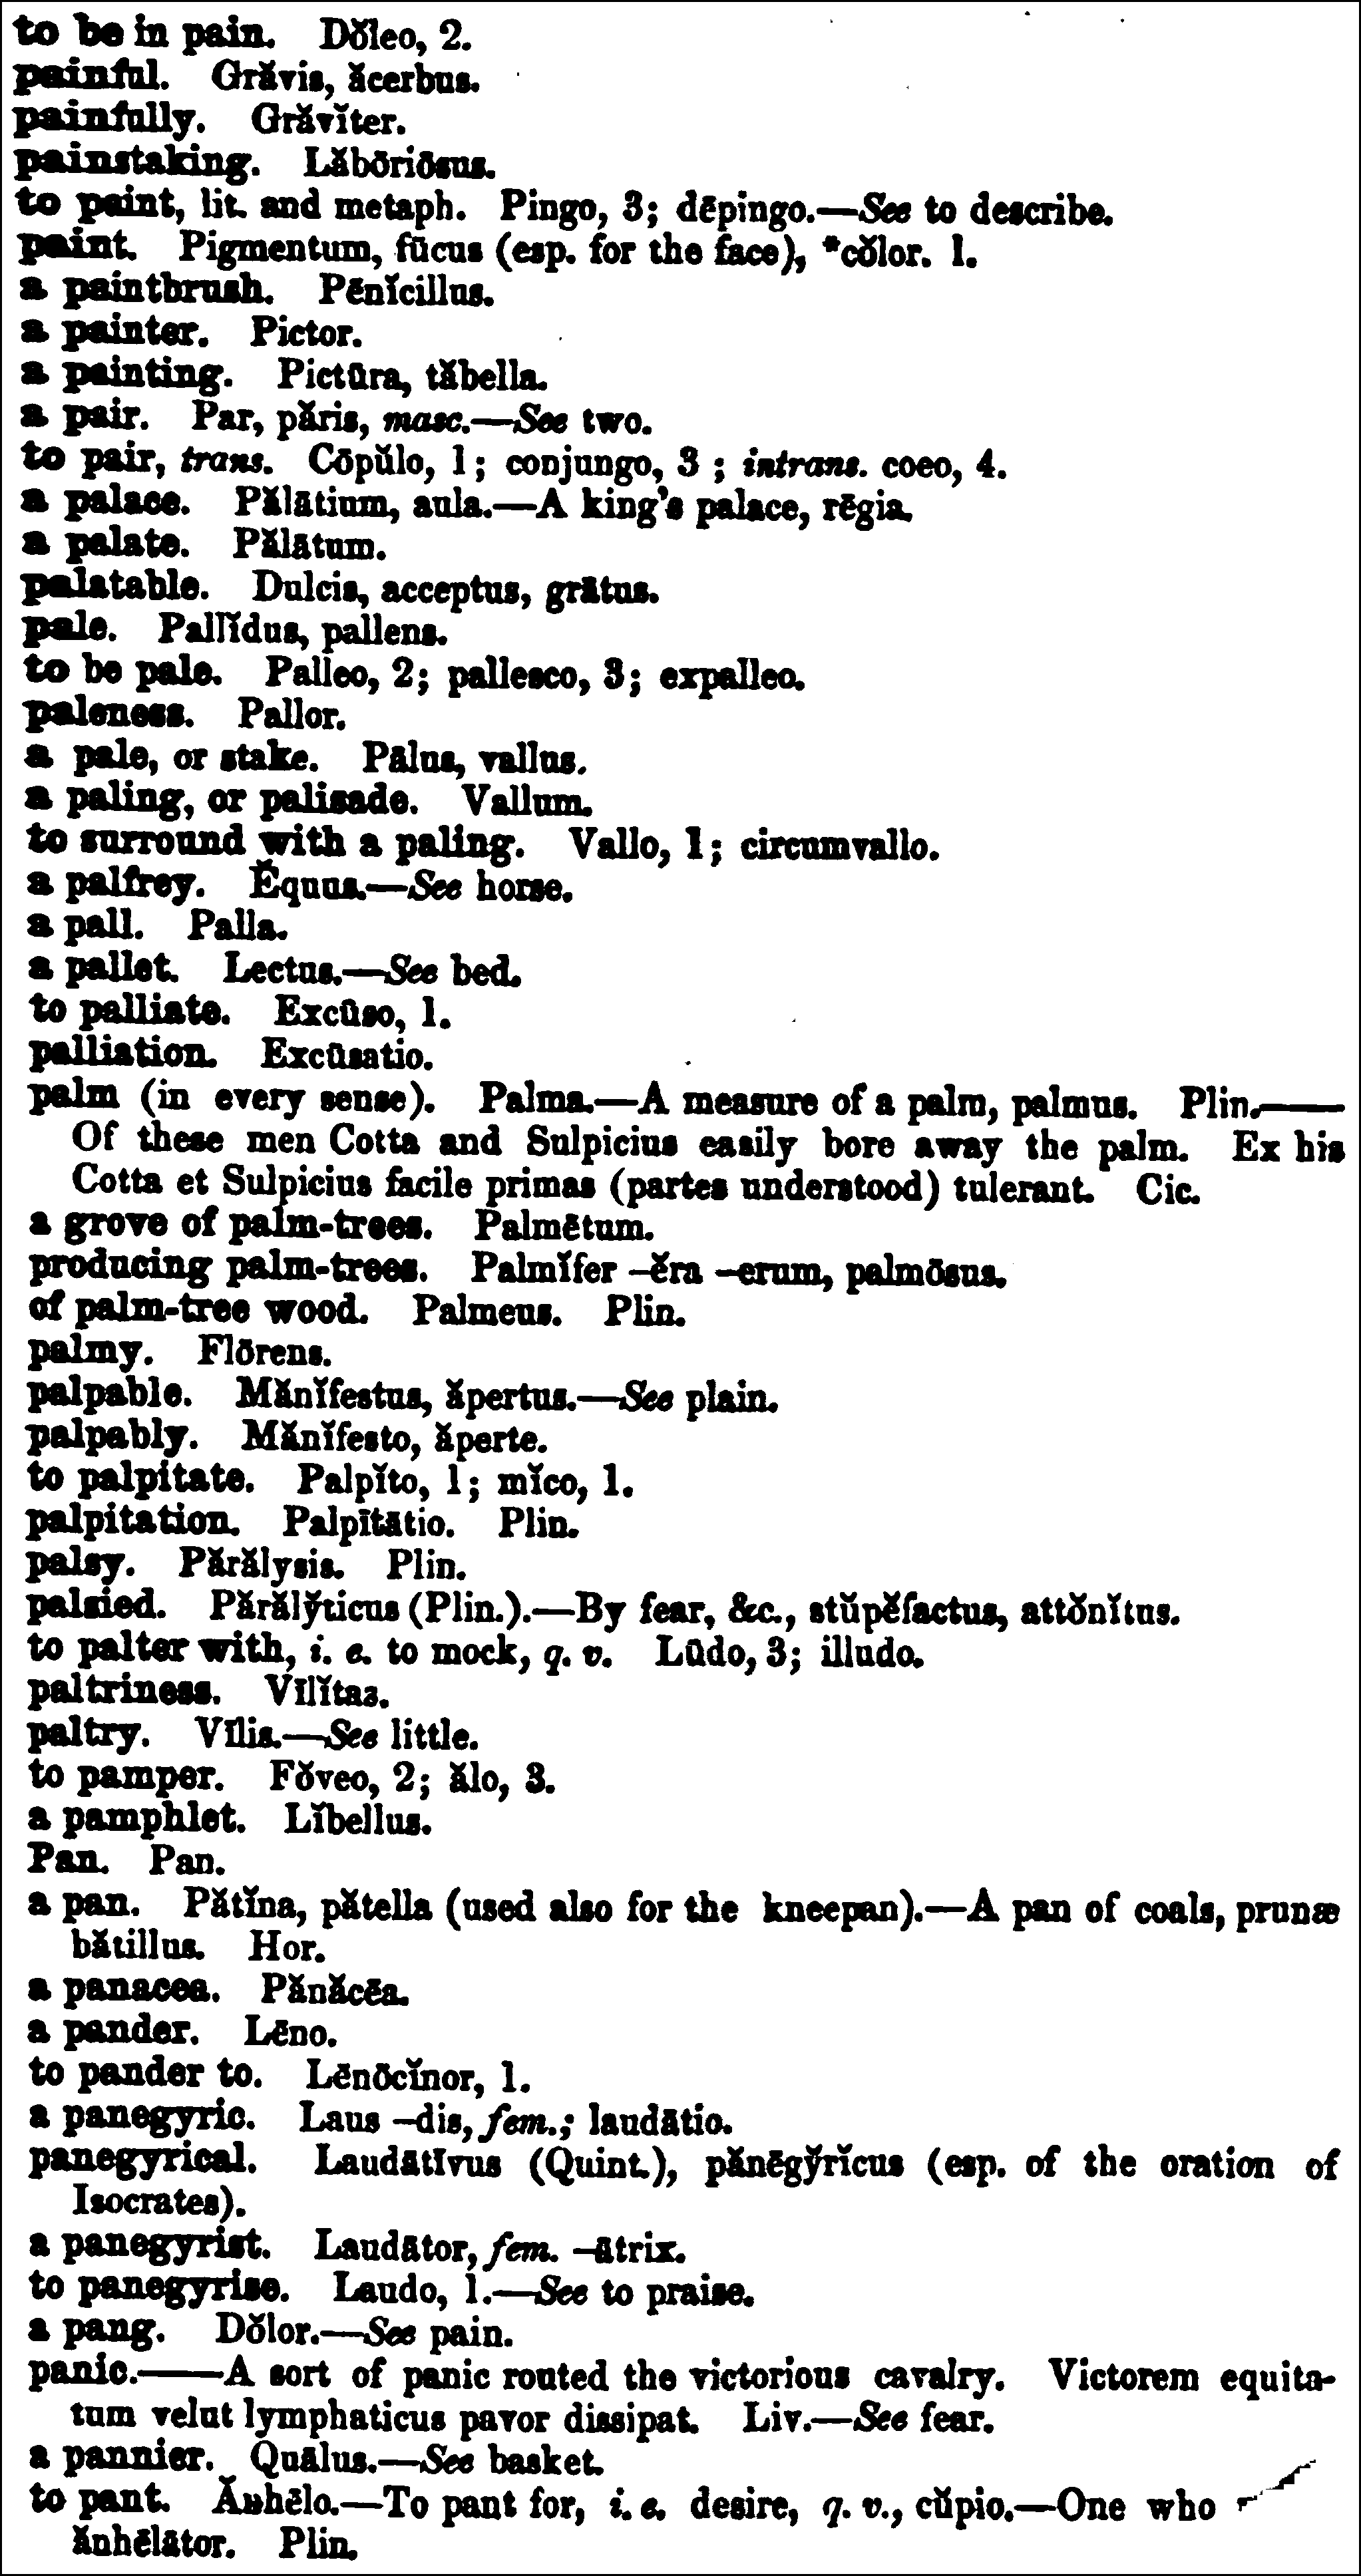 to be in pain. Dŏleo, 2.
painful. Grăvis, ăcerbus.
painfully. Grăvĭter.
painstaking. Lăbōriōsus.
to paint, lit. and metaph. Pingo, 3; dēpingo.—See to describe.
paint. Pigmentum, fūcus (esp. for the face), *cŏlor. l.
a paintbrush. Pēnĭcillus.
a painter. Pictor.
a painting. Pictūra, tăbella.
a pair. Par, păris, masc.—See two.
to pair, trans. Cōpŭlo, 1; conjungo, 3; intrans. coeo, 4.
a palace. Pălātium, aula.—A king's palace, rēgia.
a palate. Pălātum.
palatable. Dulcis, acceptus, grātus.
pale. Pallĭdus, pallens.
to be pale. Palleo, 2; pallesco, 3; expalleo.
paleness. Pallor.
a pale, or stake. Pālus, vallus.
a paling, or palisade. Vallum.
to surround with a paling. Vallo, 1; circumvallo.
a palfrey. Ĕquus.—See horse.
a pall. Palla.
a pallet. Lectus.—See bed.
to palliate. Excūso, 1.
palliation. Excūsatio.
palm (in every sense). Palma.—A measure of a palm, palmus. Plin.——
Of these men Cotta and Sulpicius easily bore away the palm. Ex his
Cotta et Sulpicius facile primas (partes understood) tulerant. Cic.
a grove of palm-trees. Palmētum.
producing palm-trees. Palmĭfer –ĕra –erum, palmōsus.
of palm-tree wood. Palmeus. Plin.
palmy. Flōrens.
palpable. Mănĭfestus, ăpertus.—See plain.
palpably. Mănĭfesto, ăperte.
to palpitate. Palpĭto, 1; mĭco, 1.
palpitation. Palpĭtātio. Plin.
palsy. Părălysis. Plin.
palsied. Părălўticus (Plin.).—By fear, &c., stŭpĕfactus, attŏnĭtus.
to palter with, i. e. to mock, q. v. Lūdo, 3; illudo.
paltriness. Vīlĭtas.
paltry. Vīlis.—See little.
to pamper. Fŏveo, 2; ălo, 3.
a pamphlet. Lĭbellus.
Pan. Pan.
a pan. Pătĭna, pătella (used also for the kneepan).—A pan of coals, prunæ
bătillus. Hor.
a panacea. Pănăcēa.
a pander. Lēno.
to pander to. Lēnōcĭnor, 1.
a panegyric. Laus –dis, fem.; laudātio.
panegyrical. Laudātīvus (Quint.), pănēgўrĭcus (esp. of the oration of
Isocrates).
a panegyrist. Laudātor, fem. –ātrix.
to panegyrise. Laudo, 1.—See to praise.
a pang. Dŏlor.—See pain.
panic.——A sort of panic routed the victorious cavalry. Victorem equita-
tum velut lymphaticus pavor dissipat. Liv.—See fear.
a pannier. Quālus.—See basket.
to pant. Ănhēlo.—To pant for, i. e. desire, q. v., cŭpio.—One who
ănhēlātor. Plin.